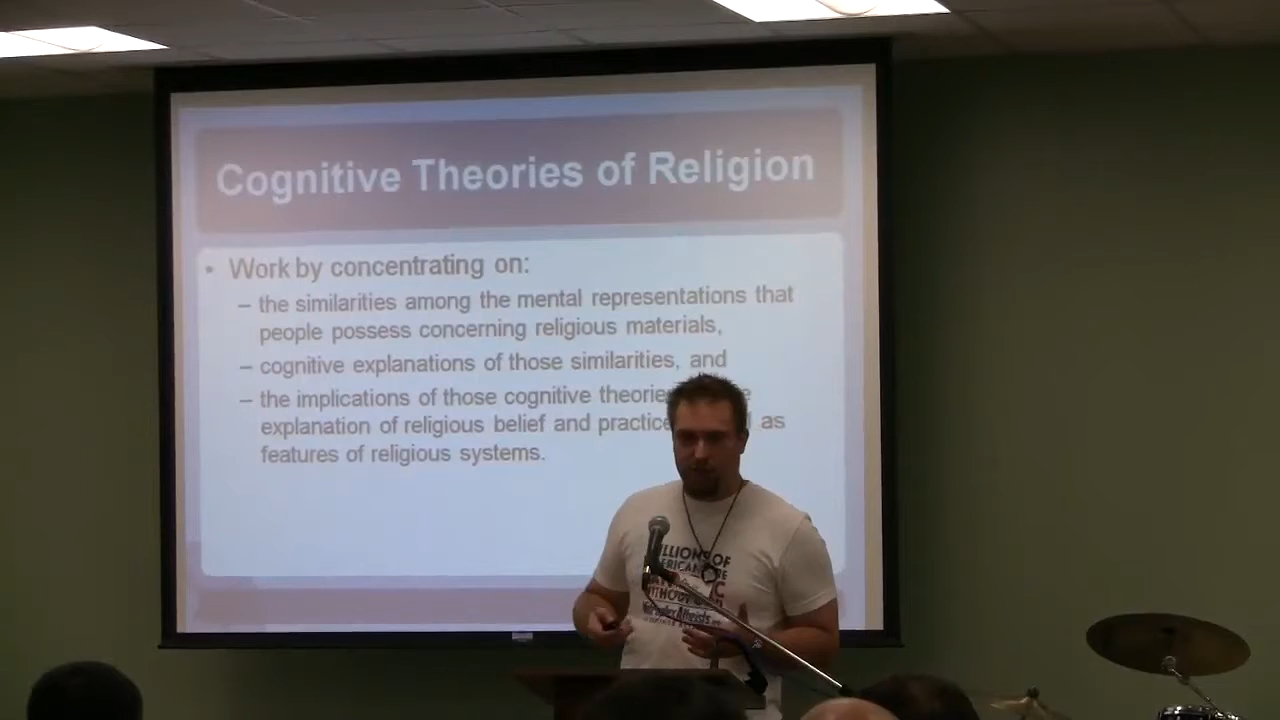 Cognitive Theories of Religion
• Work by concentrating on:
– the similarities among the mental representations that
people possess concerning religious materials,
– cognitive explanations of those similarities, and
– the implications of those cognitive
explanation of religious belief and as
features of religious systems.
OF
WITHOUT